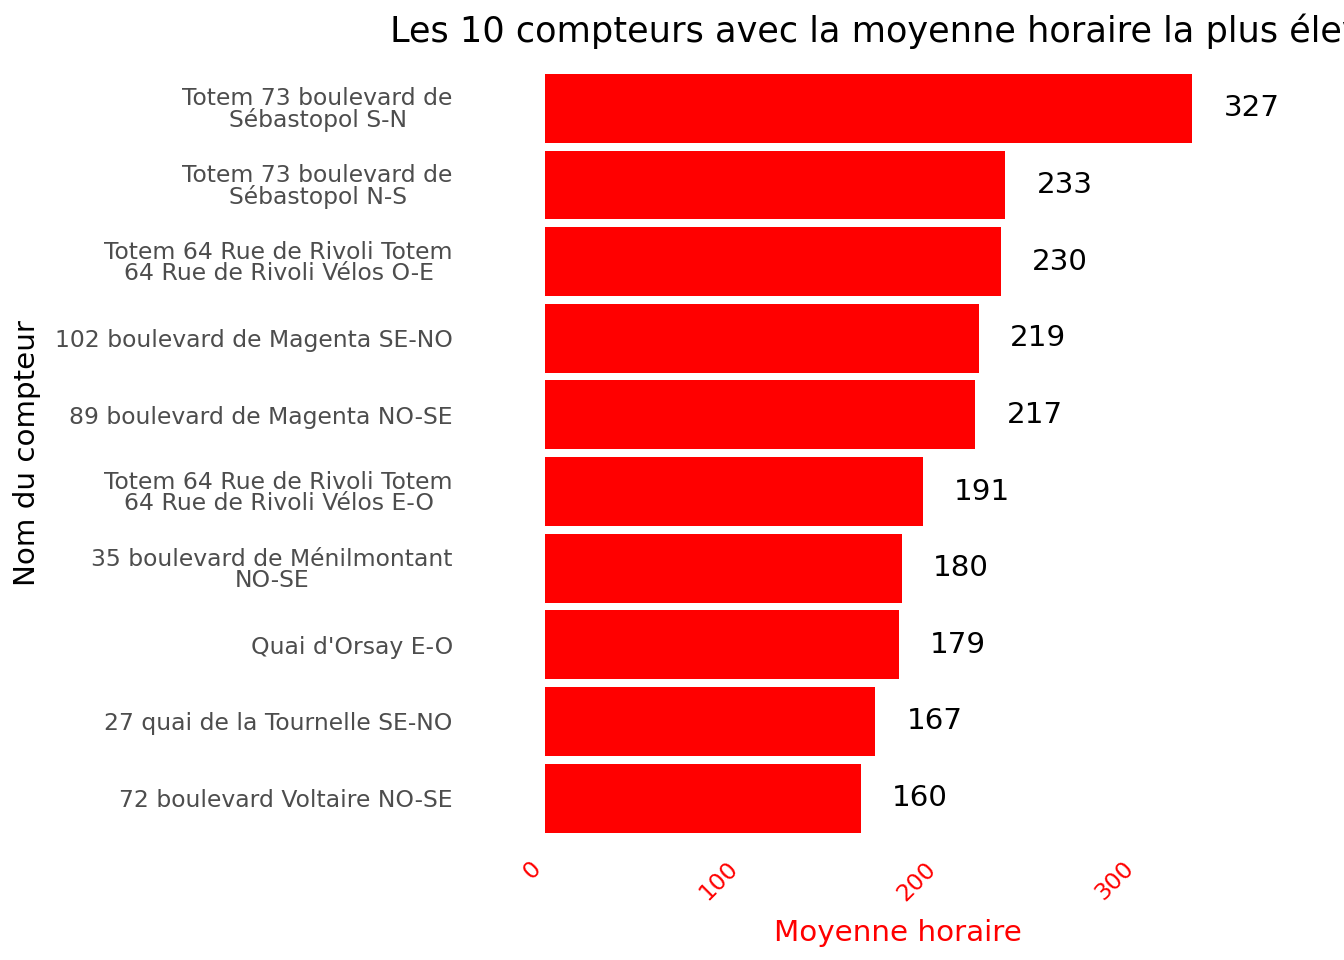 Les 10 compteurs avec la moyenne horaire la plus
Totem 73 boulevard de
Sébastopol S-N
327
Totem 73 boulevard de
Sébastopol N-S
233
Totem 64 Rue de Rivoli Totem
64 Rue de Rivoli Vélos O-E
230
102 boulevard de Magenta SE-NO
219
89 boulevard de Magenta NO-SE
217
Totem 64 Rue de Rivoli Totem
64 Rue de Rivoli Vélos E-O
191
35 boulevard de Ménilmontant
NO-SE
180
Quai d'Orsay E-O
179
27 quai de la Tournelle SE-NO
167
72 boulevard Voltaire NO-SE
160
Nom du compteur
0
100
200
300
Moyenne horaire